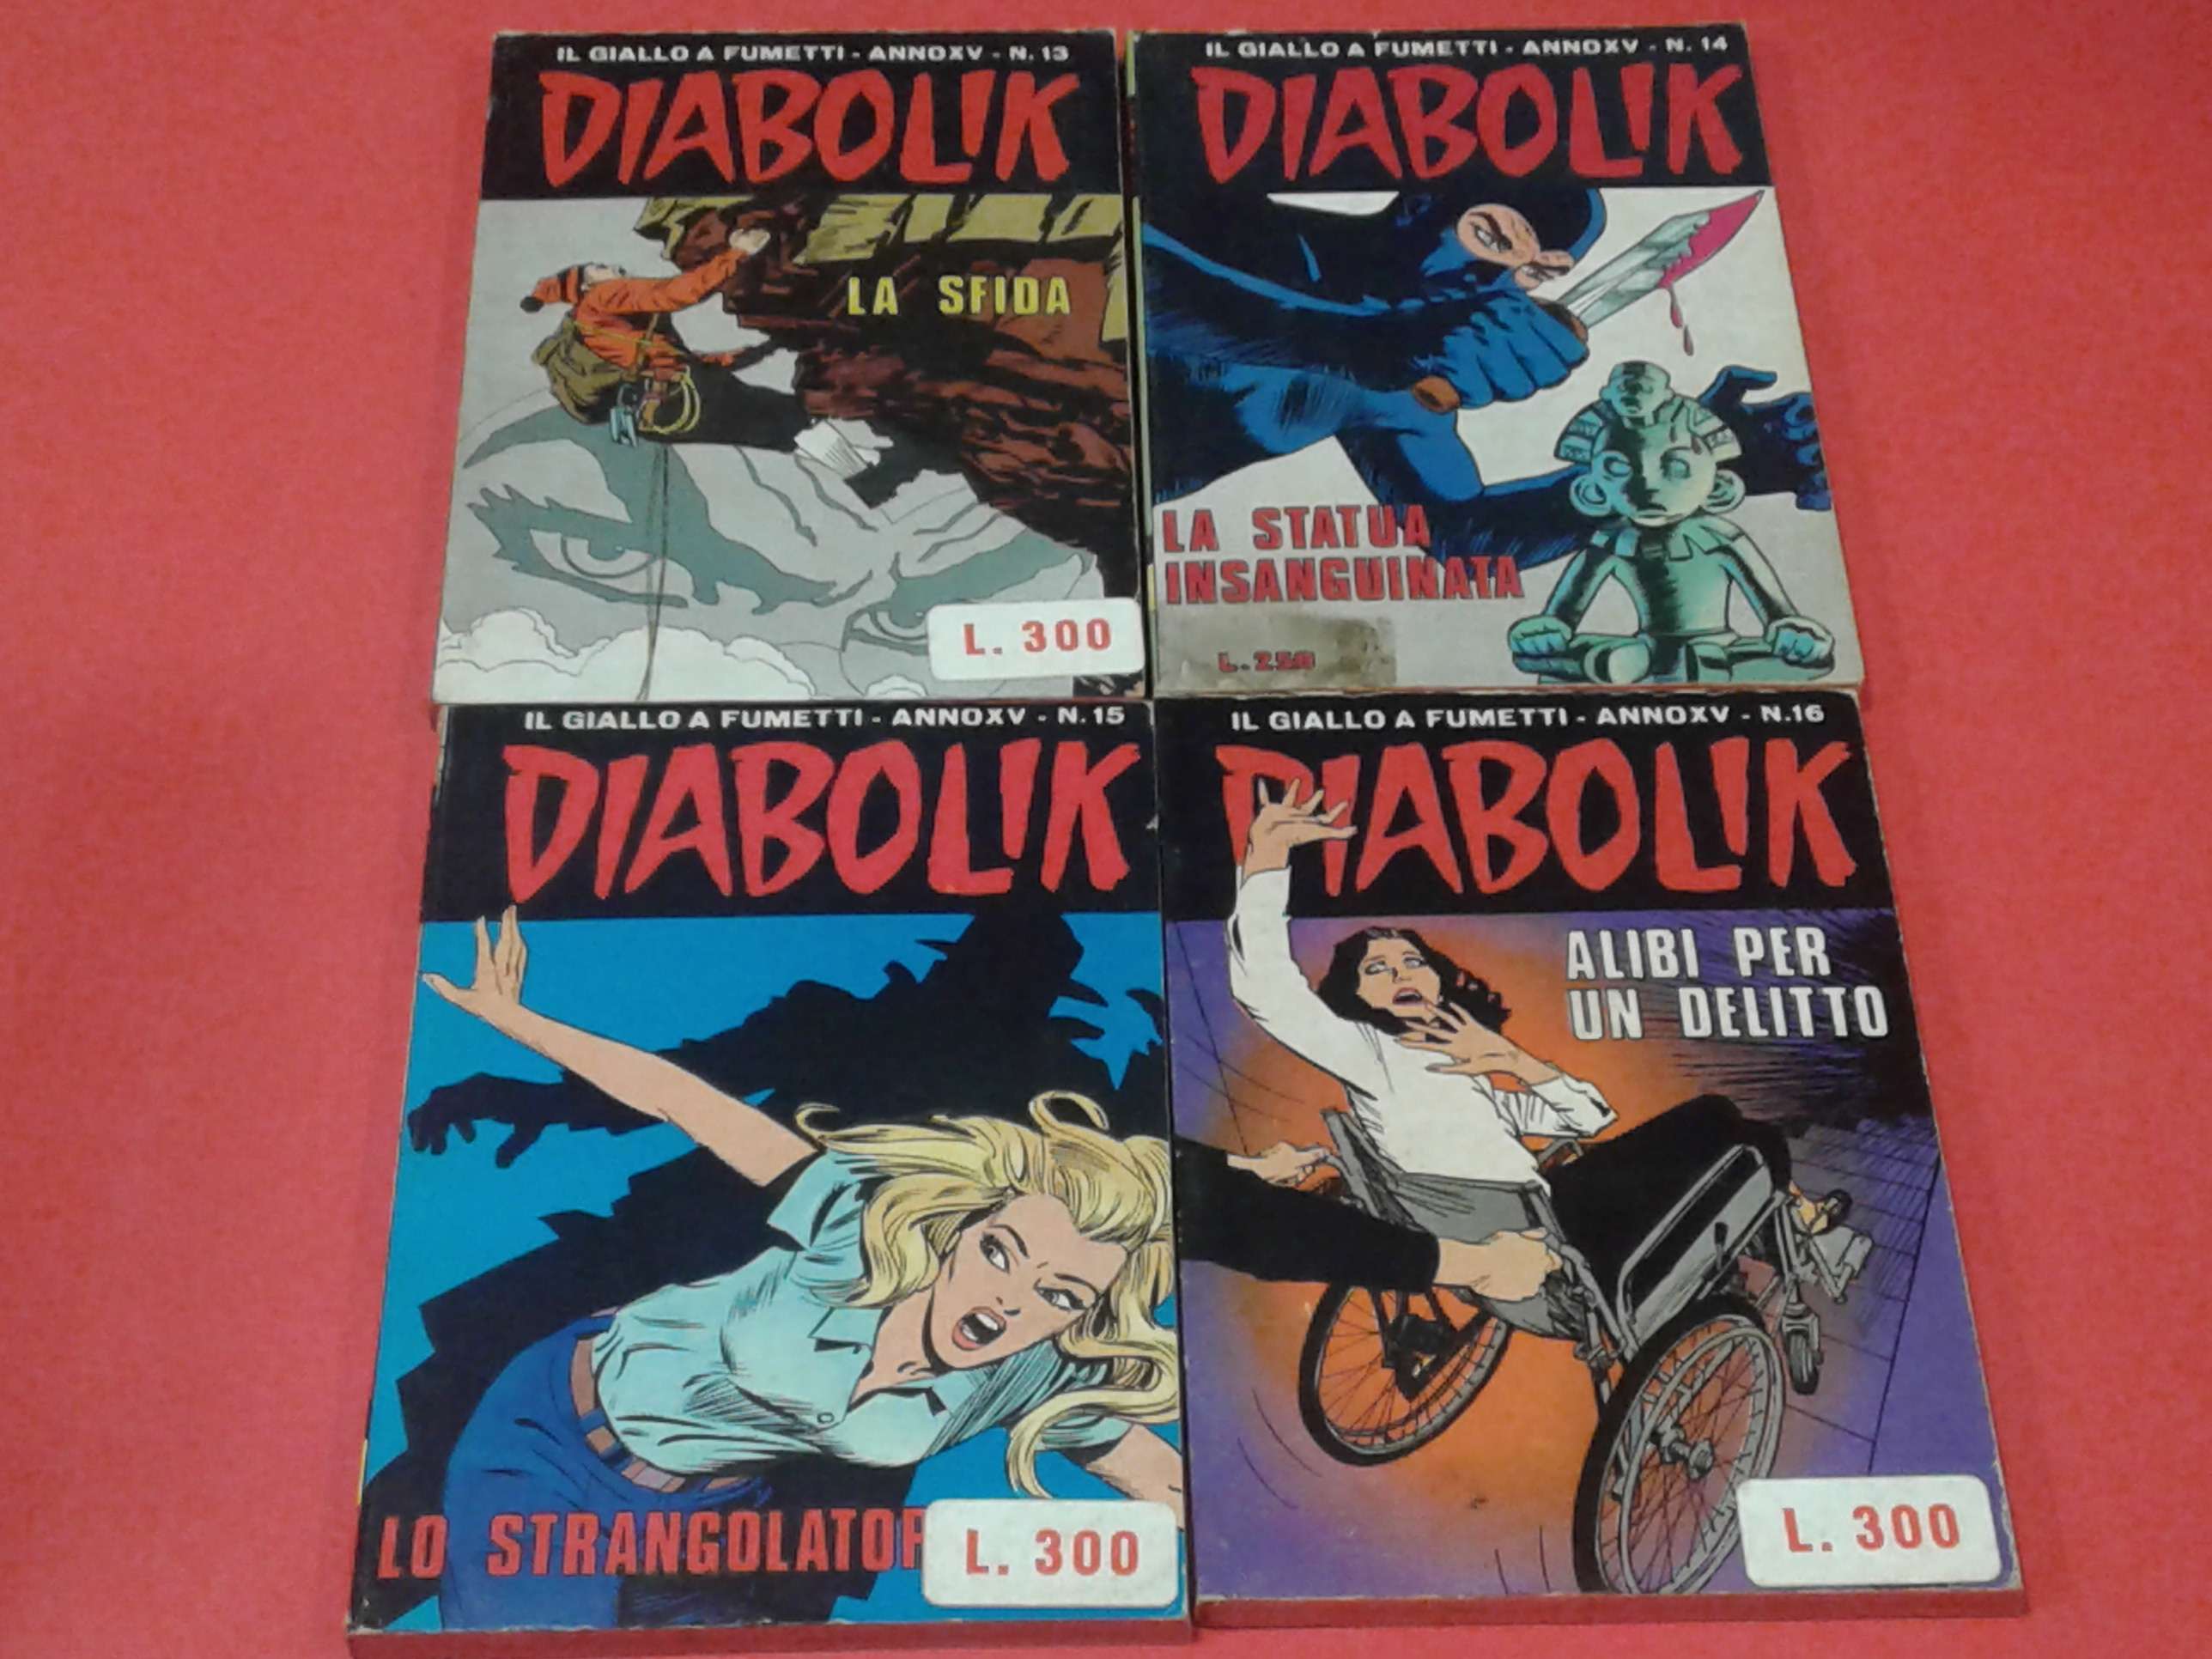 IL GIALLO A FUMETTI - ANNOXV - N. 13
DIABOLIK
LA SFIDA
L. 300
IL GIALLO A FUMETTI - ANNOXV - N. 14
DIABOLIK
LA STATUA
INSANGUINATA
L. 250
IL GIALLO A FUMETTI - ANNOXV - N. 15
DIABOLIK
LO STRANGOLATOR
L. 300
IL GIALLO A FUMETTI - ANNOXV - N.16
DIABOLIK
ALIBI PER
UN DELITTO
L. 300